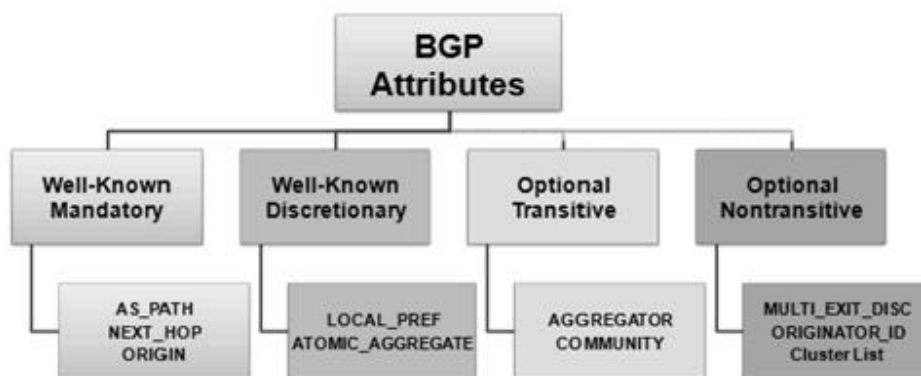 BGP
Attributes
Well-Known
Mandatory
Well-Known
Discretionary
Optional
Transitive
Optional
Nontransitive
AS_PATH
NEXT_HOP
ORIGIN
LOCAL_PREF
ATOMIC_AGGREGATE
AGGREGATOR
COMMUNITY
MULTI_EXIT_DISC
ORIGINATOR_ID
Cluster List